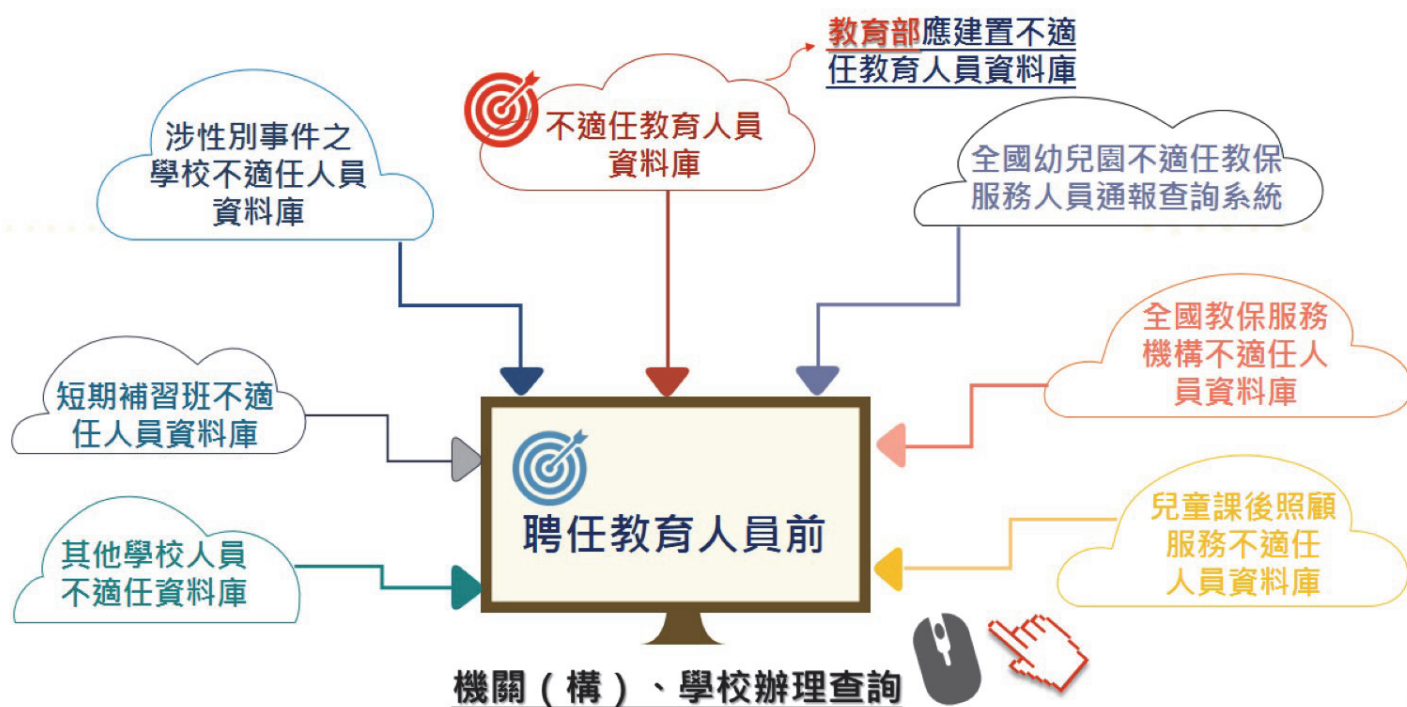 教育部應建置不適
任教育人員資料庫
涉性別事件之
學校不適任人員
資料庫
不適任教育人員
資料庫
全國幼兒園不適任教保
服務人員通報查詢系統
短期補習班不適
任人員資料庫
全國教保服務
機構不適任人
員資料庫
其他學校人員
不適任資料庫
兒童課後照顧
服務不適任
人員資料庫
聘任教育人員前
機關（構）、學校辦理查詢